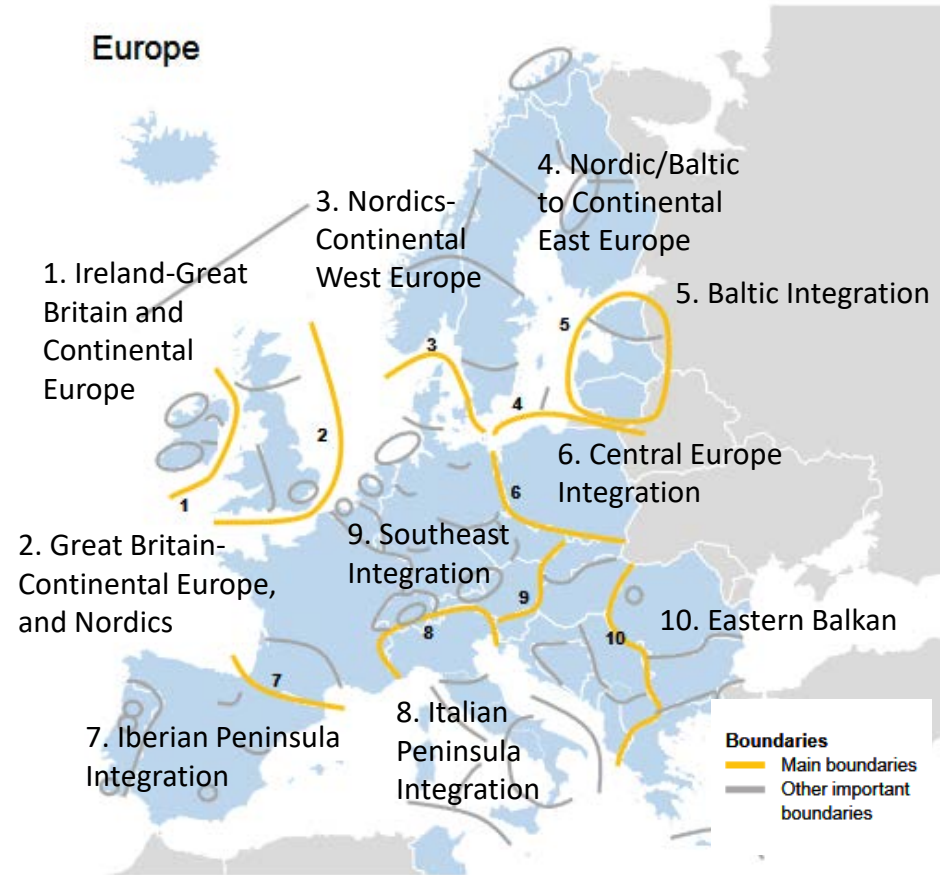 Europe
3. Nordics-
Continental
West Europe
4. Nordic/Baltic
to Continental
East Europe
1. Ireland-Great
Britain and
Continental
Europe
5. Baltic Integration
5
3
4
2
1
6. Central Europe
Integration
6
2. Great Britain-
Continental Europe,
and Nordics
9. Southeast
Integration
9
8
10
10. Eastern Balkan
7
7. Iberian Peninsula
Integration
8. Italian
Peninsula
Integration
Boundaries
Main boundaries
Other important
boundaries